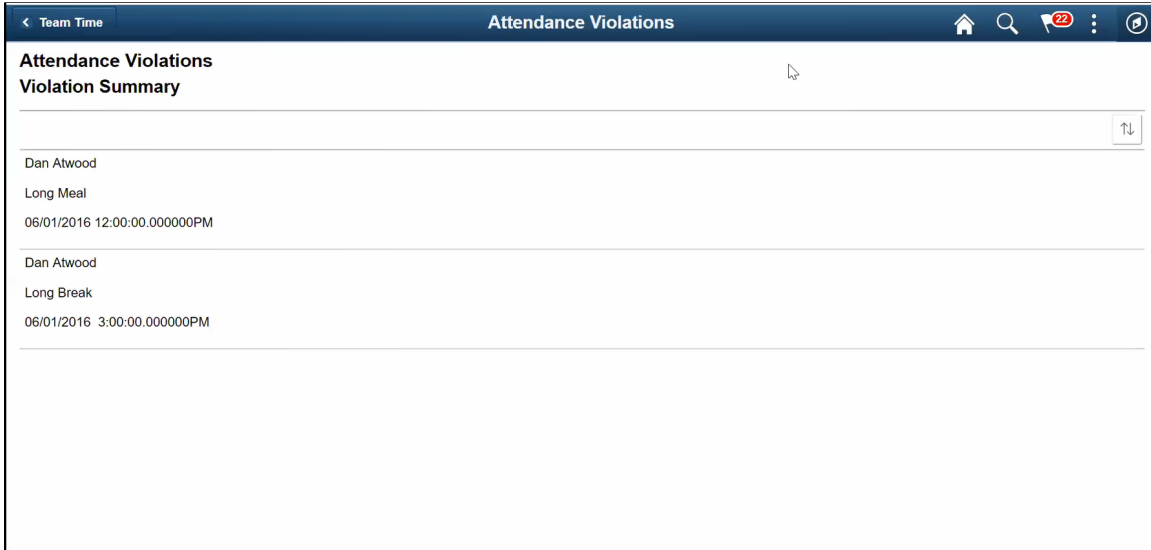 Team Time
Attendance Violations
22
Attendance Violations
Violation Summary
Dan Atwood
Long Meal
06/01/2016 12:00:00.000000PM
Dan Atwood
Long Break
06/01/2016  3:00:00.000000PM